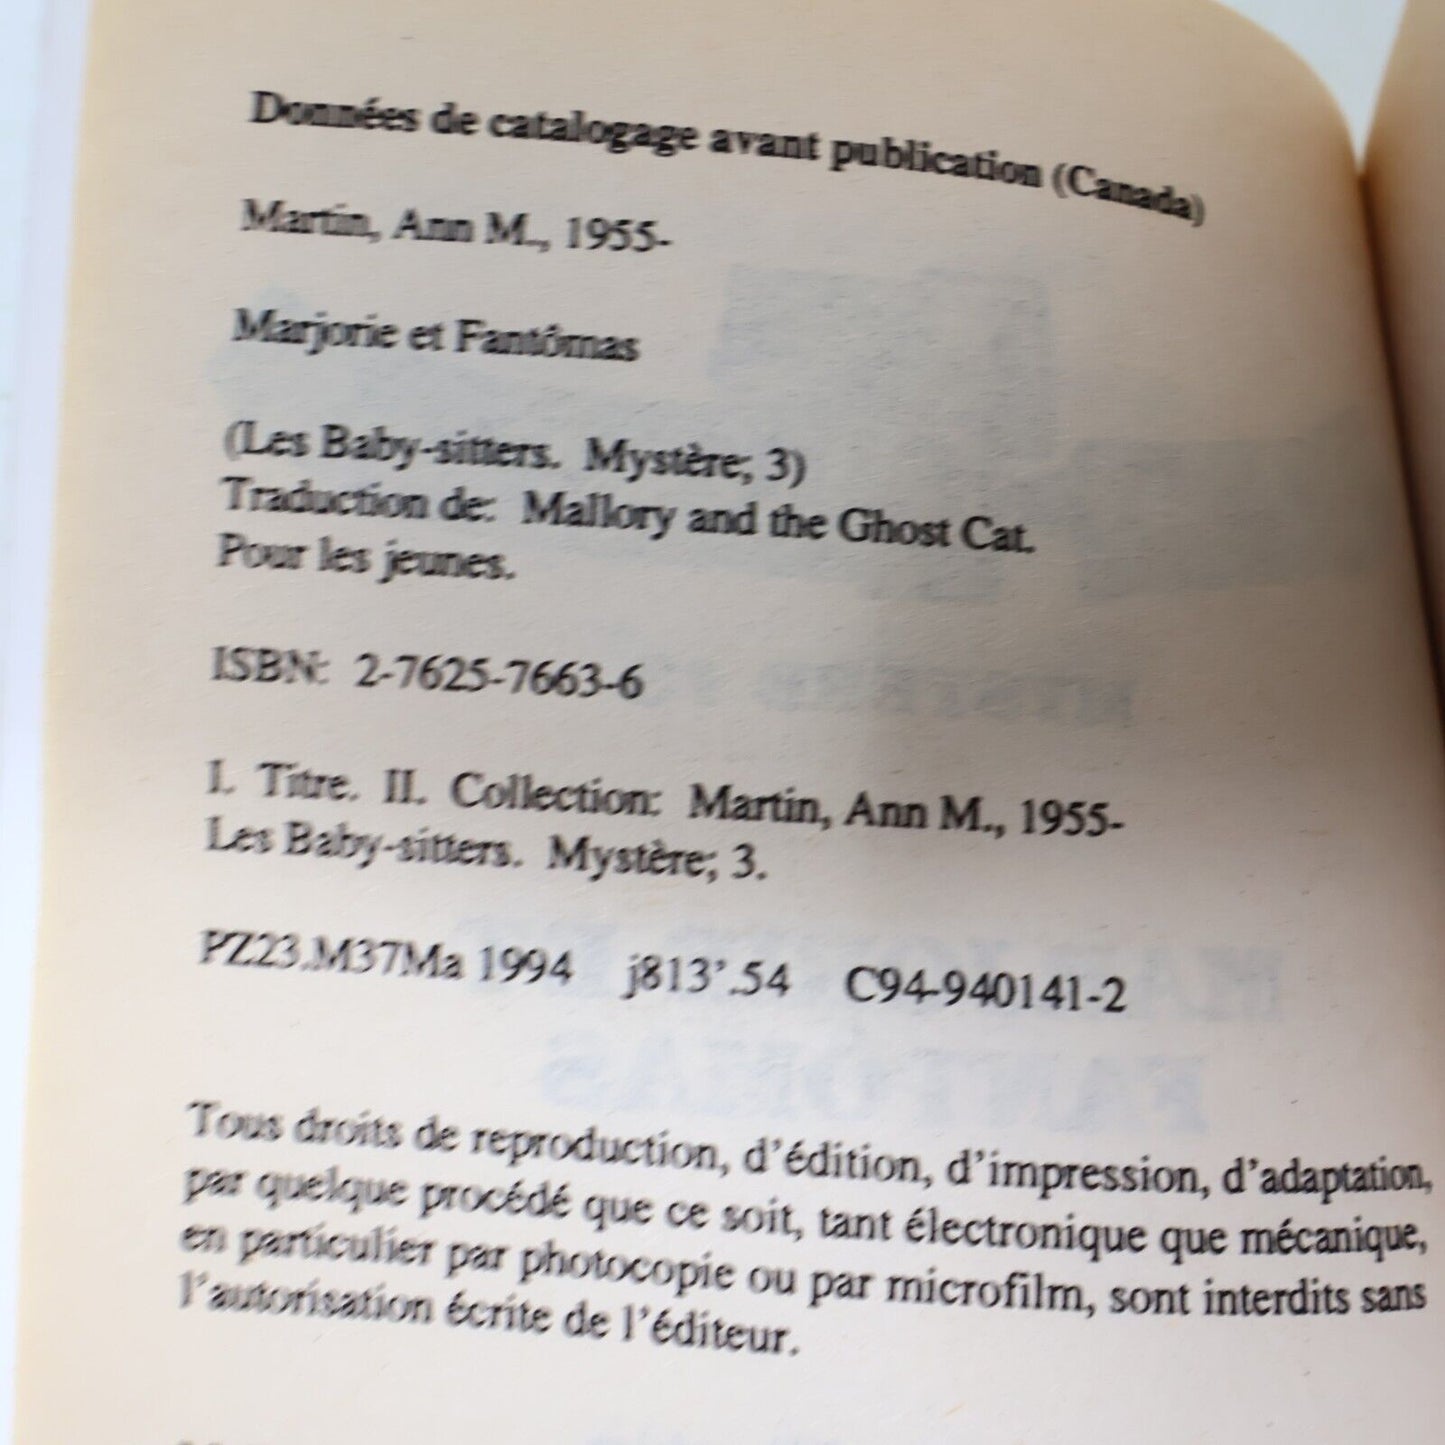 Données de catalogage avant publication (Canada)
Martin, Ann M., 1955-
Marjorie et Fantômas
(Les Baby-sitters. Mystère; 3)
Traduction de: Mallory and the Ghost Cat.
Pour les jeunes.
ISBN: 2-7625-7663-6
I. Titre. II. Collection: Martin, Ann M., 1955-
Les Baby-sitters. Mystère; 3.
PZ23.M37Ma 1994 j813'.54 C94-940141-2
Tous droits de reproduction, d'édition, d'impression, d'adaptation,
par quelque procédé que ce soit, tant électronique que mécanique,
en particulier par photocopie ou par microfilm, sont interdits sans
l'autorisation écrite de l'éditeur.